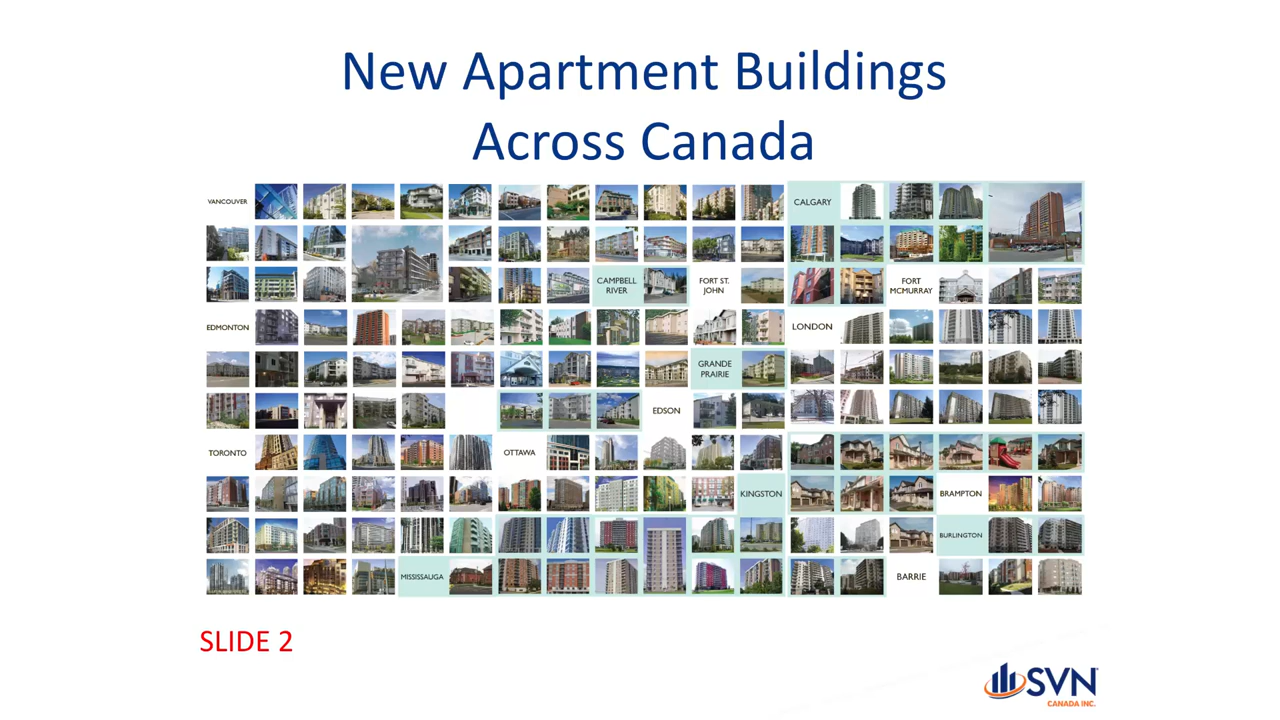 New Apartment Buildings
Across Canada
VANCOUVER
CALGARY
CAMPBELL
RIVER
FORT ST.
JOHN
FORT
MCMURRAY
EDMONTON
LONDON
GRANDE
PRAIRIE
EDSON
TORONTO
OTTAWA
KINGSTON
BRAMPTON
BURLINGTON
MISSISSAUGA
BARRIE
SLIDE 2
SVN
CANADA INC.